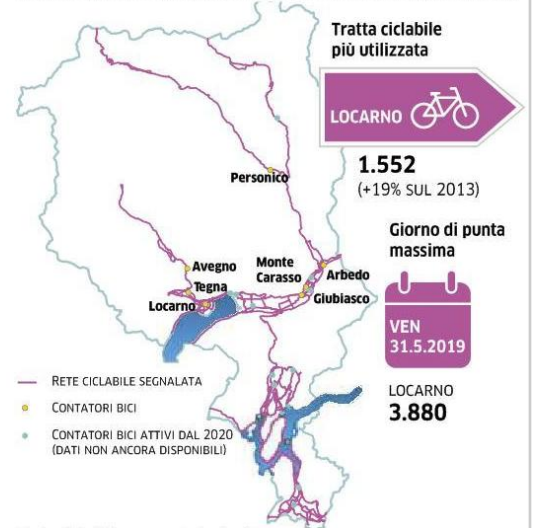 Tratta ciclabile
più utilizzata
LOCARNO
1.552
(+19% SUL 2013)
Personico
Giorno di punta
massima
Avegno
Monte
Carasso
Arbedo
Tegna
Giubiasco
Locarno
VEN
31.5.2019
RETE CICLABILE SEGNALATA
LOCARNO
3.880
CONTATORI BICI
CONTATORI BICI ATTIVI DAL 2020
(DATI NON ANCORA DISPONIBILI)